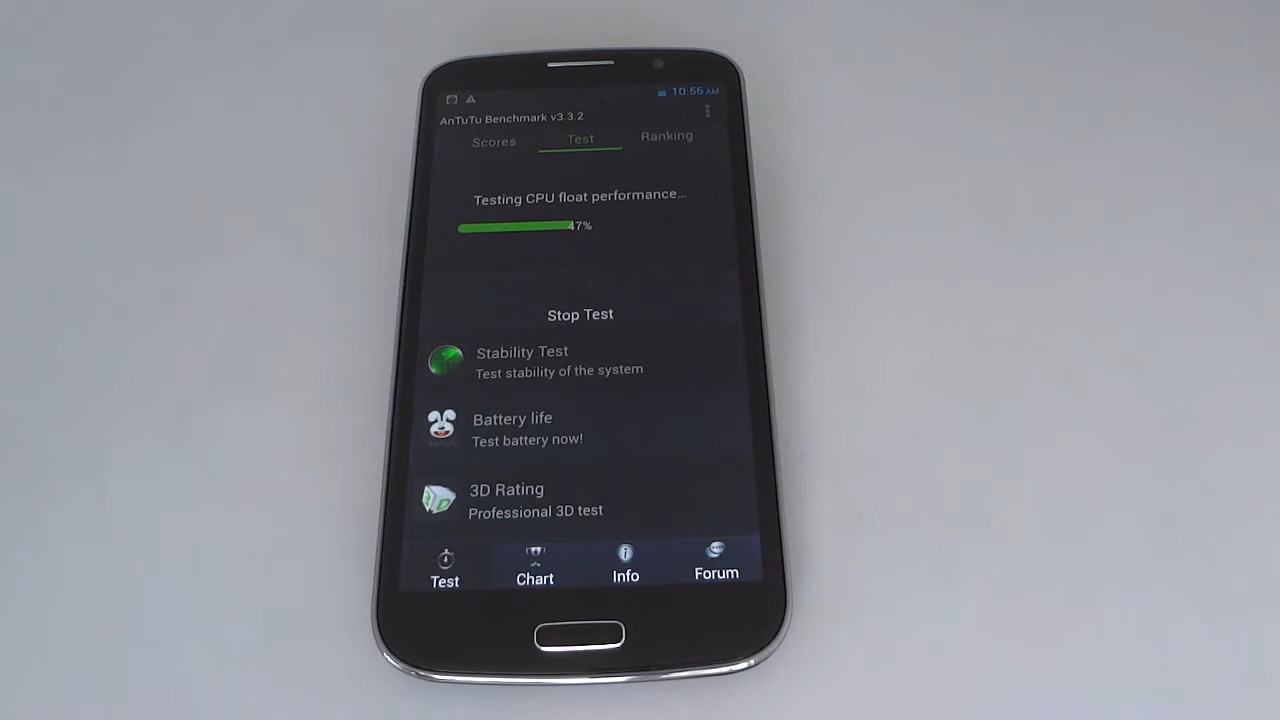 10:56 AM
AnTuTu Benchmark v3.3.2
Scores Test Ranking
Testing CPU float performance...
47%
Stop Test
Stability Test
Test stability of the system
Battery life
Test battery now!
3D Rating
Professional 3D test
Test Chart Info Forum